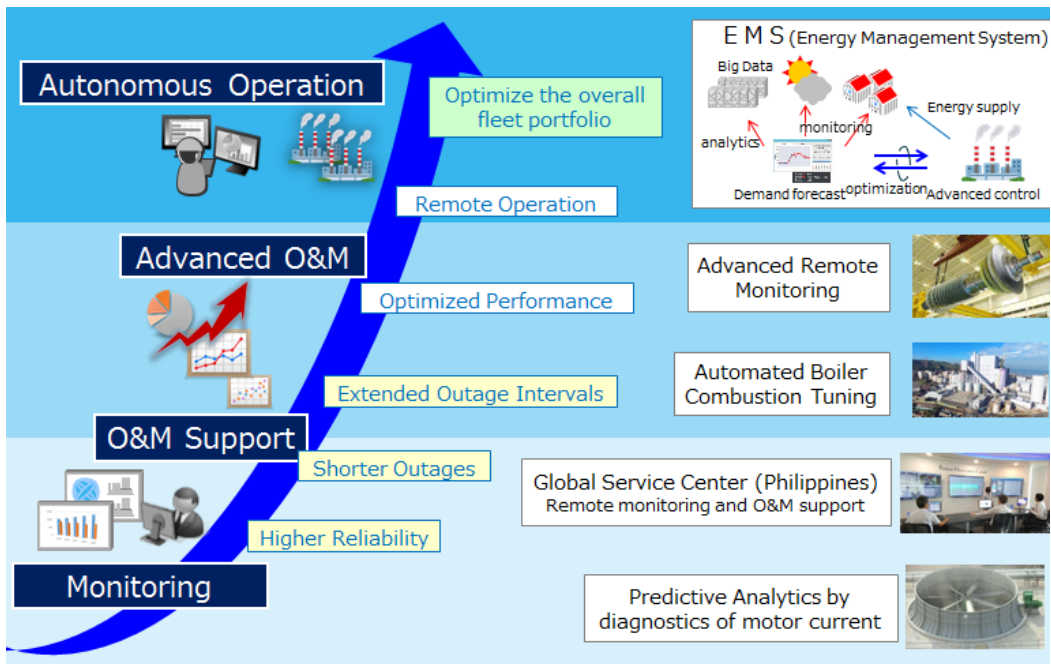 E M S (Energy Management System)
Big Data
Autonomous Operation
Optimize the overall
fleet portfolio
Energy supply
monitoring
analytics
Demand forecast
optimization
Advanced control
Remote Operation
Advanced O&M
Advanced Remote
Monitoring
Optimized Performance
Automated Boiler
Combustion Tuning
Extended Outage Intervals
O&M Support
Shorter Outages
Global Service Center (Philippines)
Remote monitoring and O&M support
Higher Reliability
Monitoring
Predictive Analytics by
diagnostics of motor current